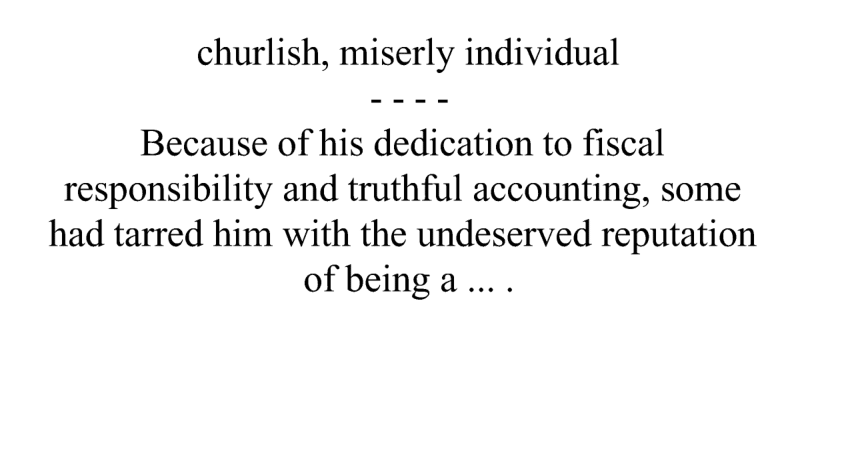 churlish, miserly individual
- - - -
Because of his dedication to fiscal
responsibility and truthful accounting, some
had tarred him with the undeserved reputation
of being a ... .